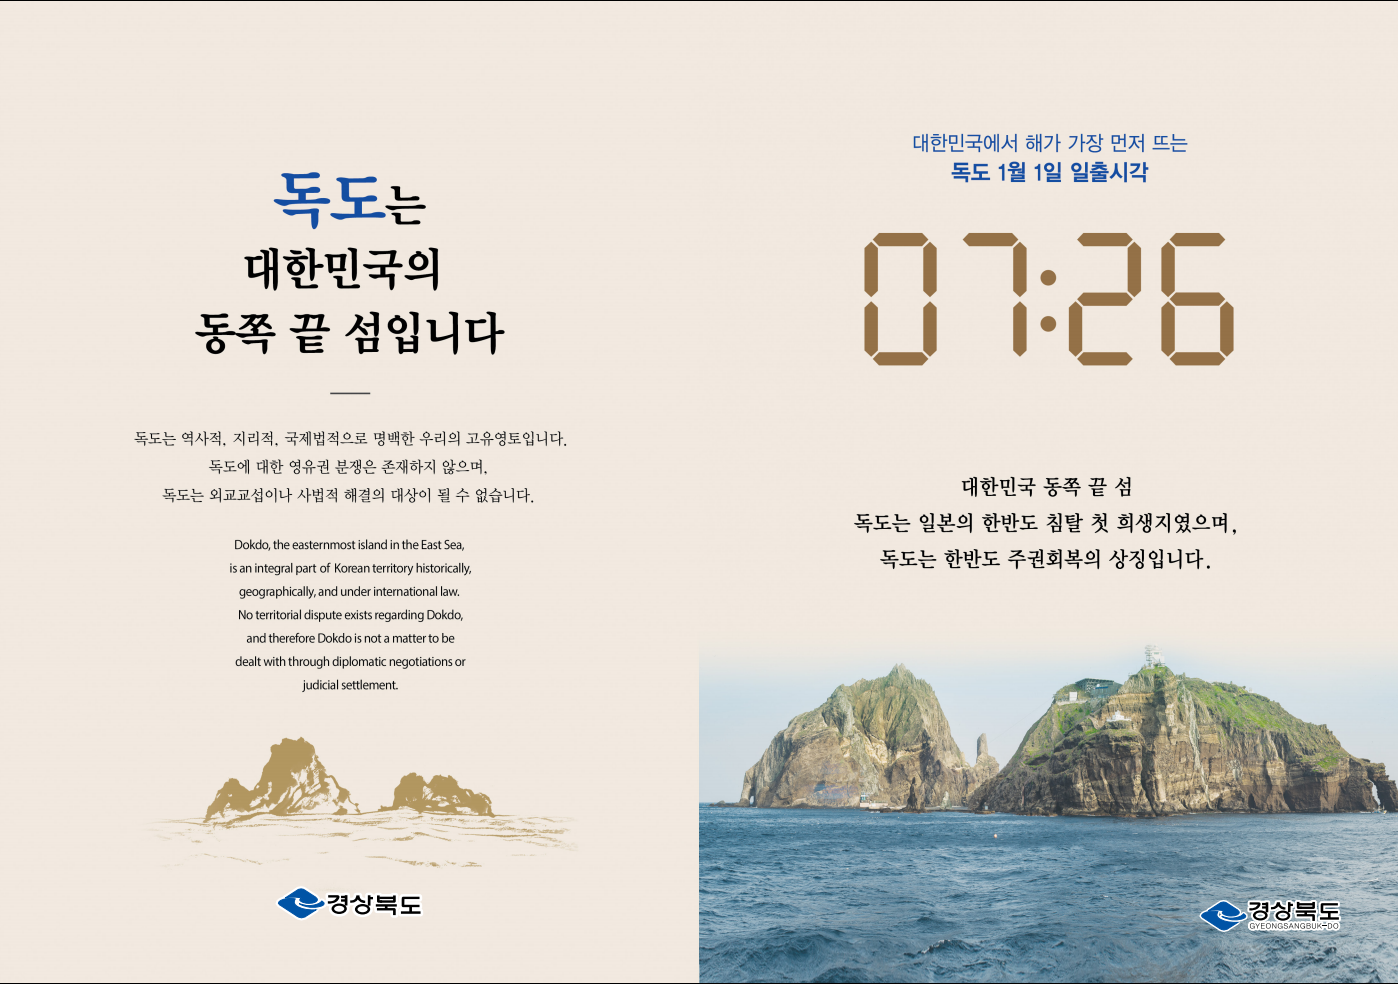 독도는
대한민국의
동쪽 끝 섬입니다
독도는 역사적, 지리적, 국제법적으로 명백한 우리의 고유영토입니다.
독도에 대한 영유권 분쟁은 존재하지 않으며,
독도는 외교교섭이나 사법적 해결의 대상이 될 수 없습니다.
Dokdo, the easternmost island in the East Sea,
is an integral part of Korean territory historically,
geographically, and under international law.
No territorial dispute exists regarding Dokdo,
and therefore Dokdo is not a matter to be
dealt with through diplomatic negotiations or
judicial settlement.
경상북도
대한민국에서 해가 가장 먼저 뜨는
독도 1월 1일 일출시각
07:26
대한민국 동쪽 끝 섬
독도는 일본의 한반도 침탈 첫 희생지였으며,
독도는 한반도 주권회복의 상징입니다.
경상북도
GYEONGSANGBUK-DO